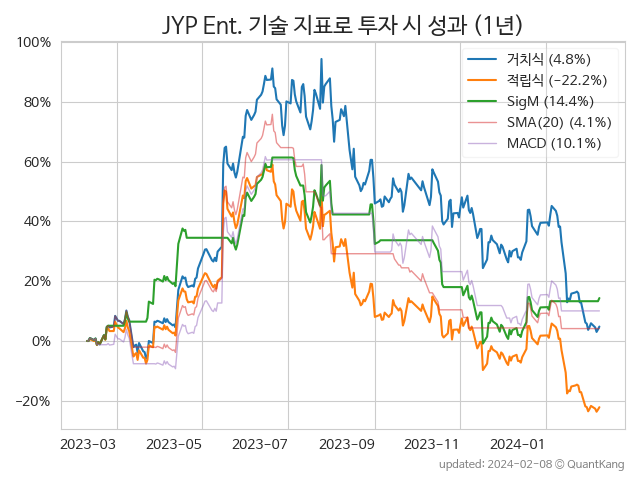 JYP Ent. 기술 지표로 투자 시 성과 (1년)
100%
80%
60%
40%
20%
0%
−20%
거치식 (4.8%)
적립식 (−22.2%)
SigM (14.4%)
SMA(20) (4.1%)
MACD (10.1%)
2023-03
2023-05
2023-07
2023-09
2023-11
2024-01
updated: 2024-02-08 © QuantKang